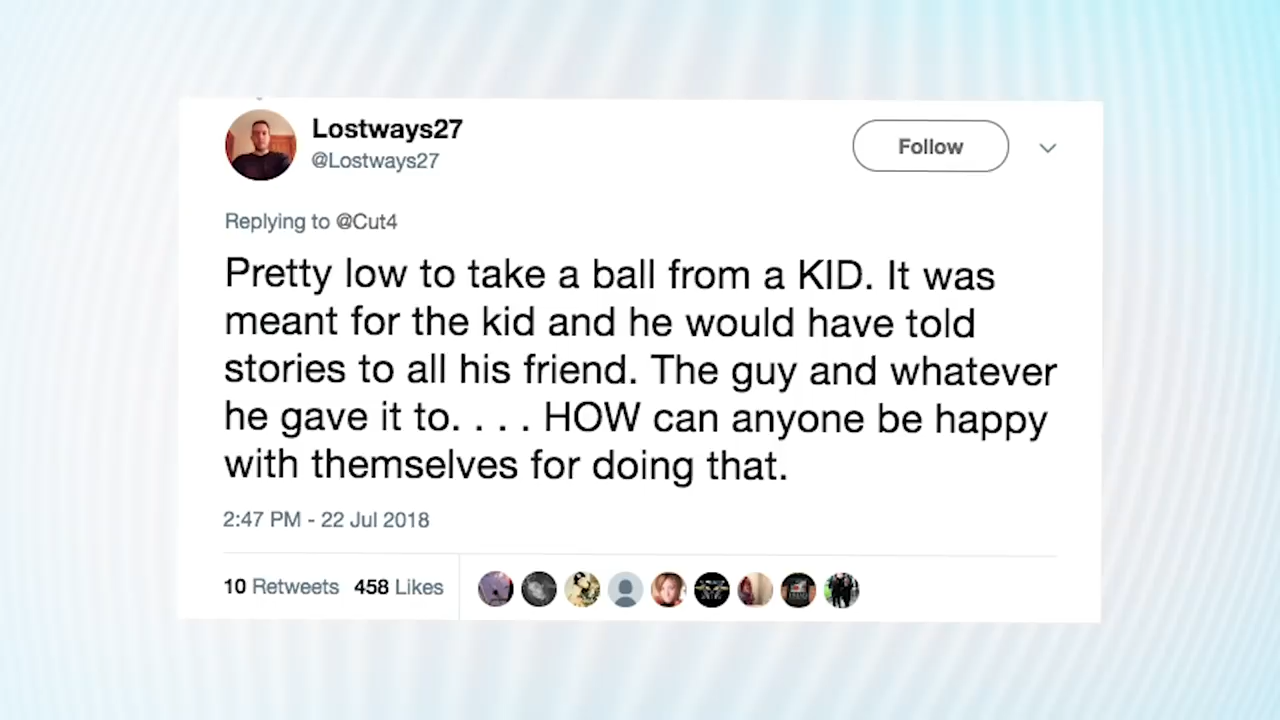 Lostways27
@Lostways27
Follow
Replying to @Cut4
Pretty low to take a ball from a KID. It was
meant for the kid and he would have told
stories to all his friend. The guy and whatever
he gave it to. . . . HOW can anyone be happy
with themselves for doing that.
2:47 PM - 22 Jul 2018
10 Retweets 458 Likes